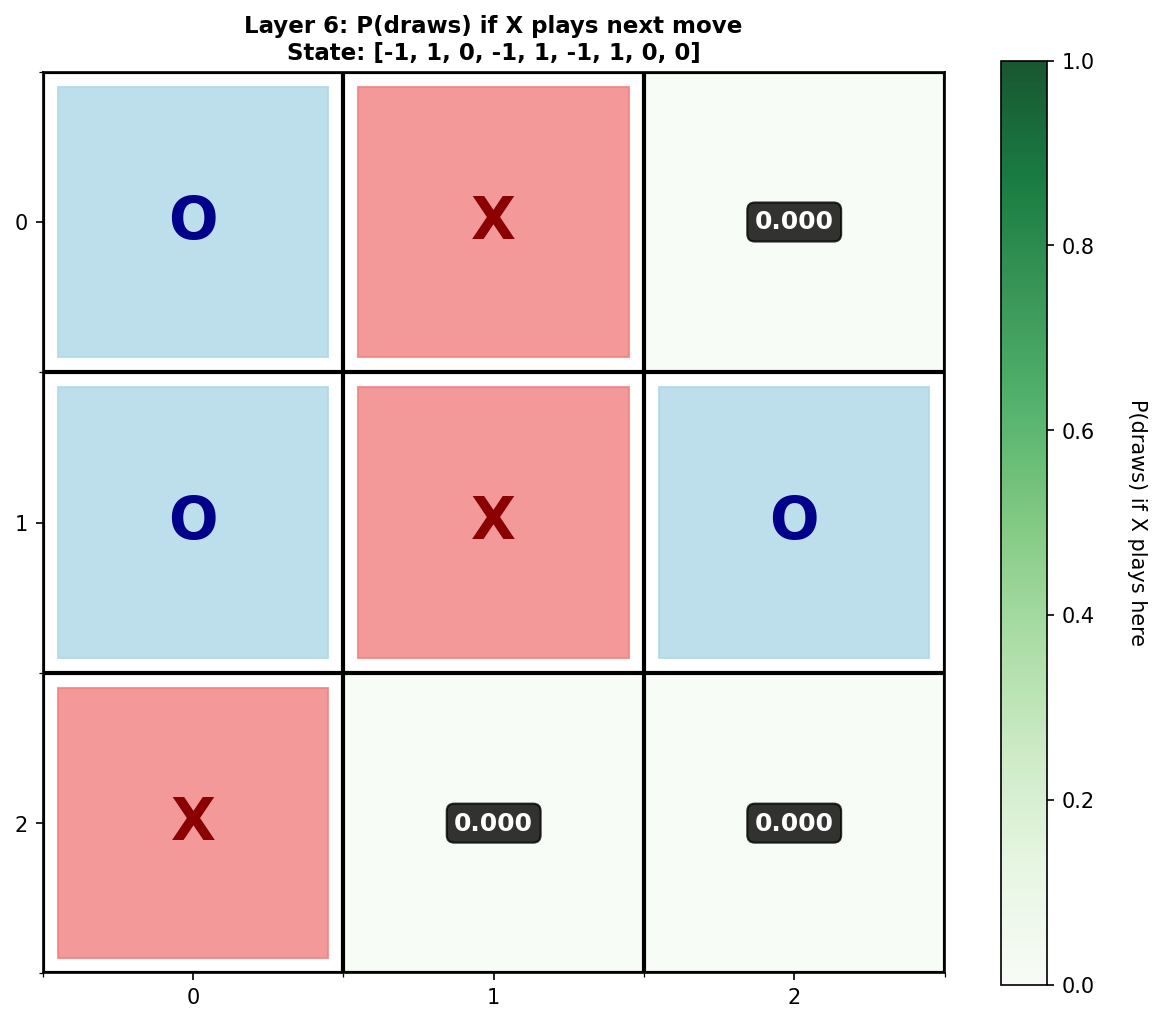 Layer 6: P(draws) if X plays next move
State: [-1, 1, 0, -1, 1, -1, 1, 0, 0]
1.0
0.8
0.6
0.4
0.2
0.0
P(draws) if X plays here
0
O
X
0.000
1
O
X
O
2
X
0.000
0.000
0
1
2